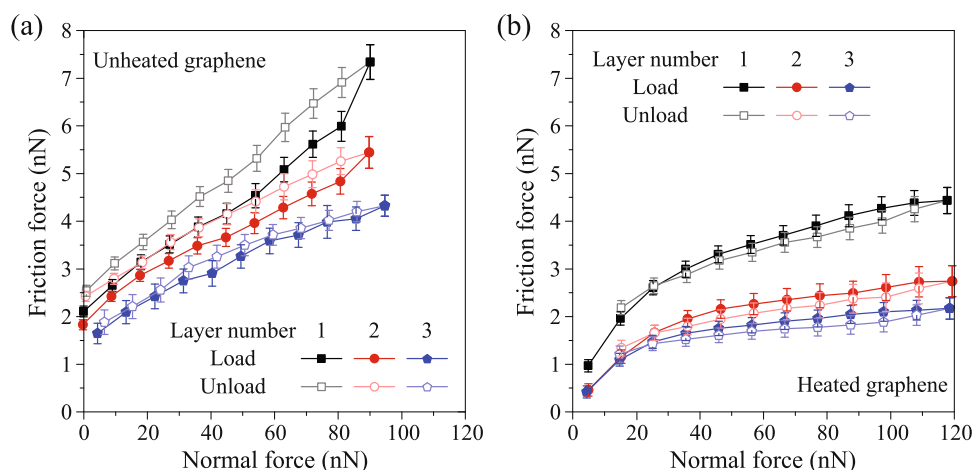 (a)
Unheated graphene
Friction force (nN)
8
7
6
5
4
3
2
1
0
Layer number 1 2 3
Load
Unload
0 20 40 60 80 100 120
Normal force (nN)
(b)
Layer number 1 2 3
Load
Unload
Friction force (nN)
8
7
6
5
4
3
2
1
0
Heated graphene
0 20 40 60 80 100 120
Normal force (nN)